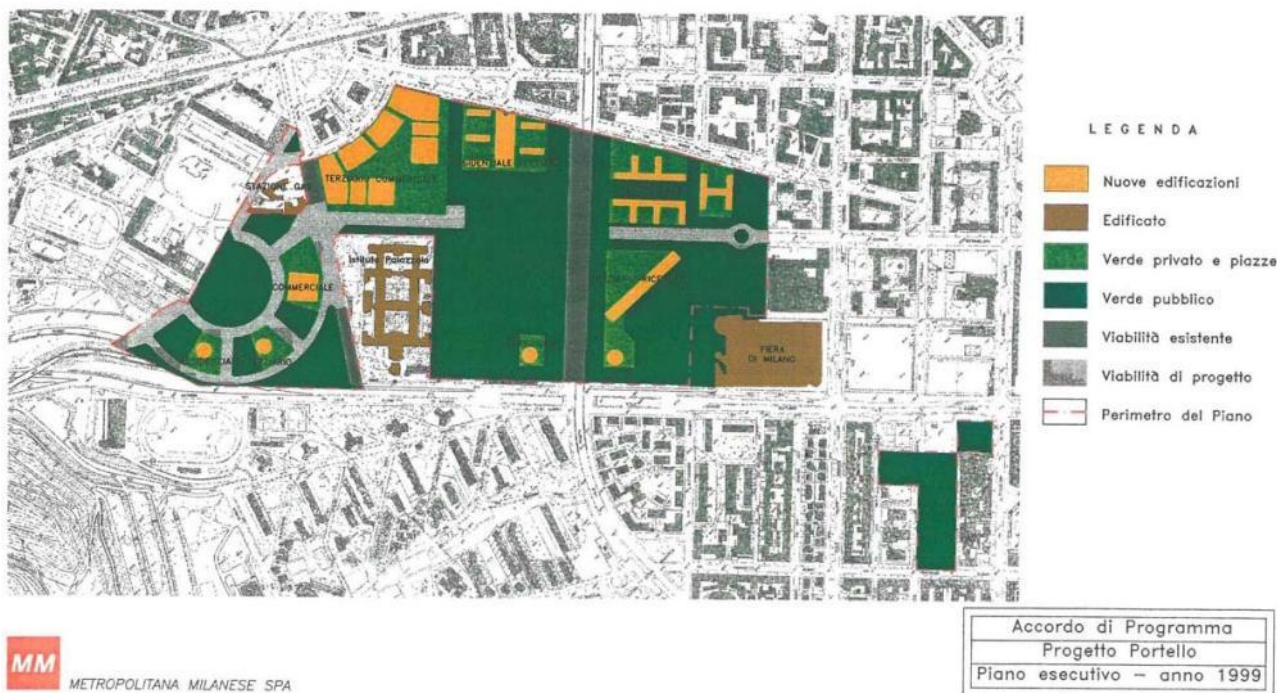 STAZIONE GAS
TERZIARIO COMMERCIALE
Istituto Palazzolo
COMMERCIALE
FIERA
DI MILANO
LEGENDA
Nuove edificazioni
Edificato
Verde privato e piazze
Verde pubblico
Viabilità esistente
Viabilità di progetto
Perimetro del Piano
MM
METROPOLITANA MILANESE SPA
Accordo di Programma
Progetto Portello
Piano esecutivo – anno 1999